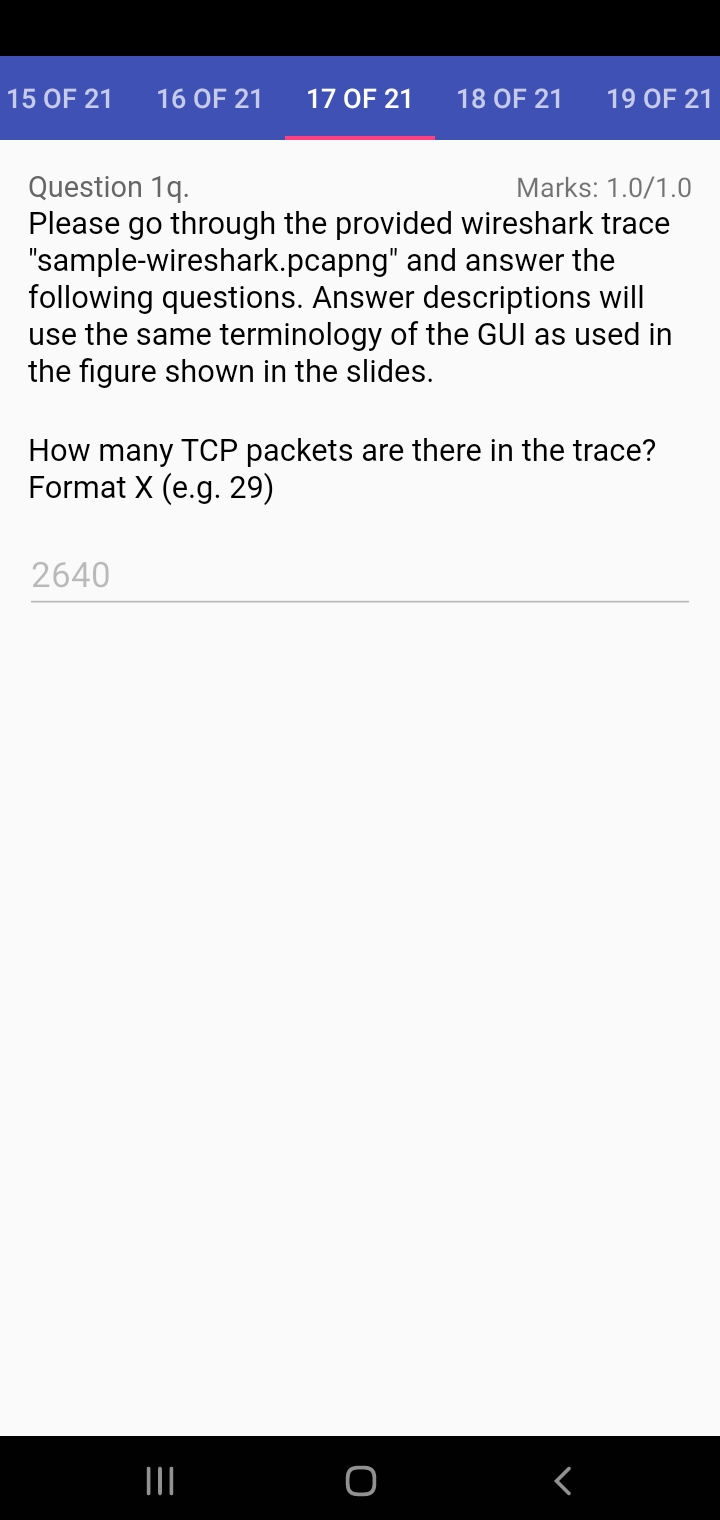 15 OF 21 16 OF 21 17 OF 21 18 OF 21 19 OF 21
Question 1q. Marks: 1.0/1.0
Please go through the provided wireshark trace
"sample-wireshark.pcapng" and answer the
following questions. Answer descriptions will
use the same terminology of the GUI as used in
the figure shown in the slides.
How many TCP packets are there in the trace?
Format X (e.g. 29)
2640